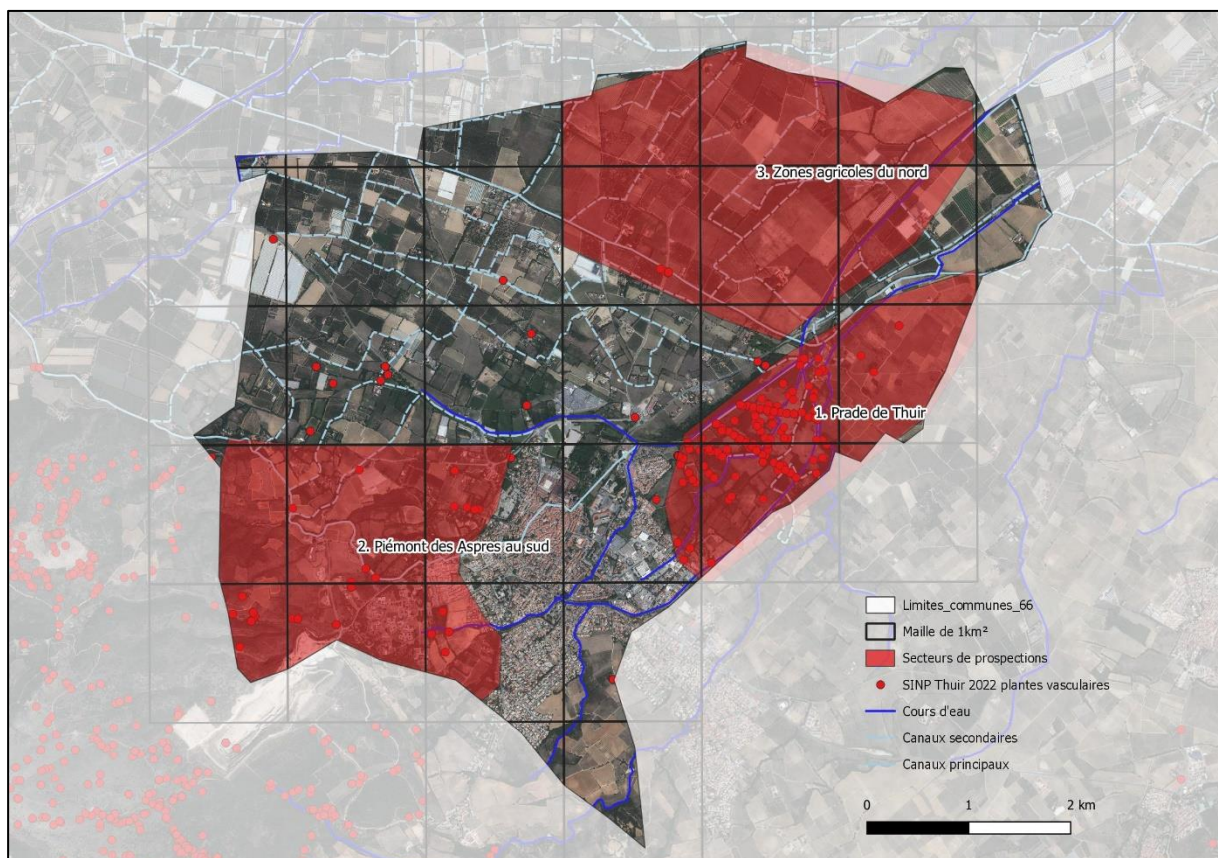 3. Zones agricoles du nord
1. Prade de Thuir
2. Piémont des Aspres au sud
Limites_communes_66
Maille de 1km²
Secteurs de prospections
SINP Thuir 2022 plantes vasculaires
Cours d'eau
Canaux secondaires
Canaux principaux
0 1 2 km